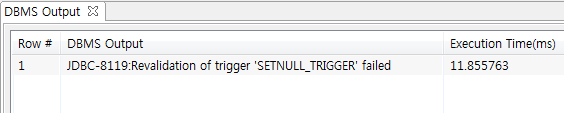 DBMS Output
Row # DBMS Output Execution Time(ms)
1 JDBC-8119:Revalidation of trigger 'SETNULL_TRIGGER' failed 11.855763